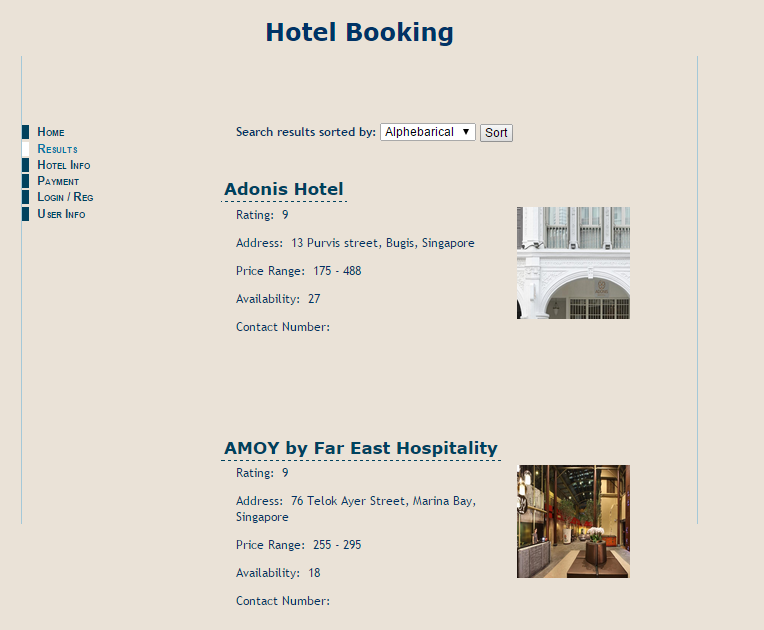 Hotel Booking
Home
Results
Hotel Info
Payment
Login / Reg
User Info
Search results sorted by: Alphebarical ▼ Sort
Adonis Hotel
Rating: 9
Address: 13 Purvis street, Bugis, Singapore
Price Range: 175 - 488
Availability: 27
Contact Number:
AMOY by Far East Hospitality
Rating: 9
Address: 76 Telok Ayer Street, Marina Bay,
Singapore
Price Range: 255 - 295
Availability: 18
Contact Number: